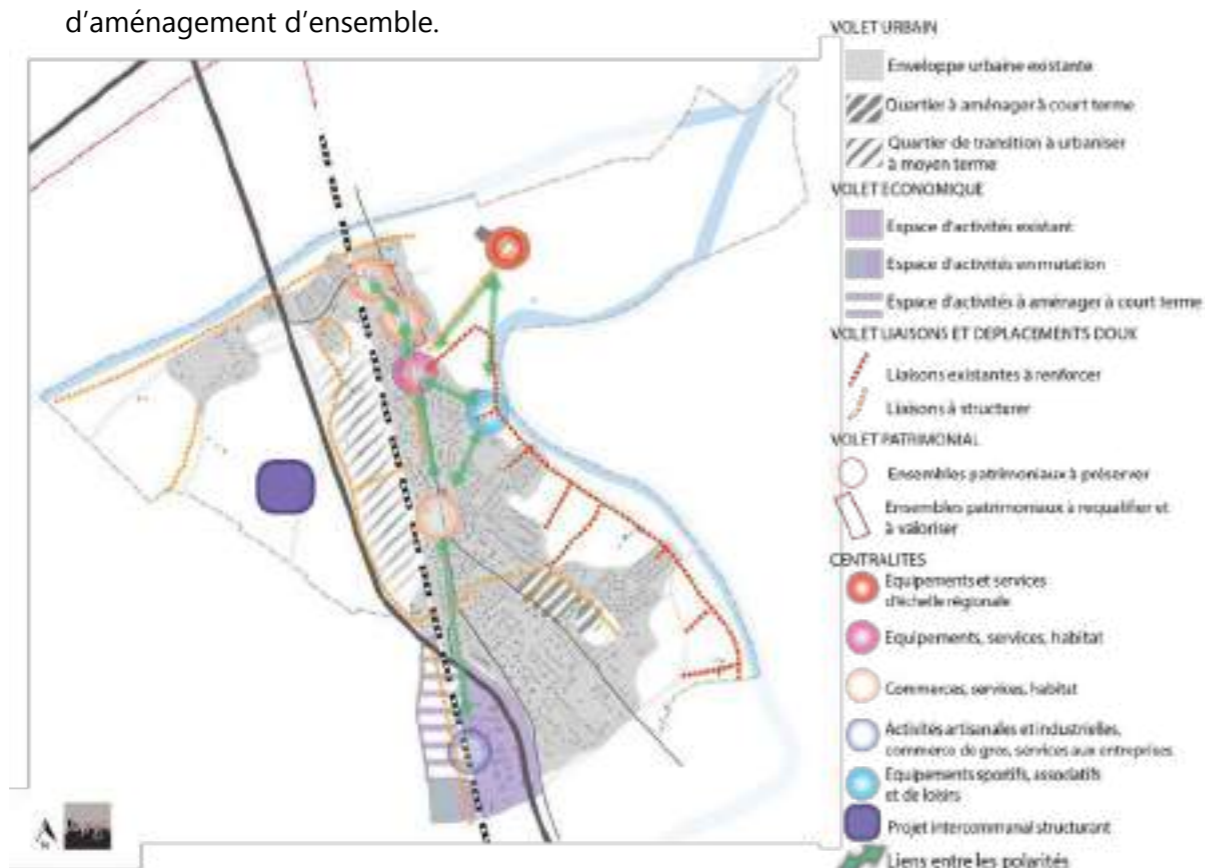 d’aménagement d’ensemble.
VOLET URBAIN
Enveloppe urbaine existante
Quartier à aménager à court terme
Quartier de transition à urbaniser
à moyen terme
VOLET ECONOMIQUE
Espace d'activités existant
Espace d'activités en mutation
Espace d'activités à aménager à court terme
VOLET LIAISONS ET DEPLACEMENTS DOUX
Liaisons existantes à renforcer
Liaisons à structurer
VOLET PATRIMONIAL
Ensembles patrimoniaux à préserver
Ensembles patrimoniaux à requalifier et
à valoriser
CENTRALITES
Equipements et services
d'échelle régionale
Equipements, services, habitat
Commerces, services, habitat
Activités artisanales et industrielles,
commerce de gros, services aux entreprises
Equipements sportifs, associatifs
et de loisirs
Projet intercommunal structurant
Liens entre les polarités